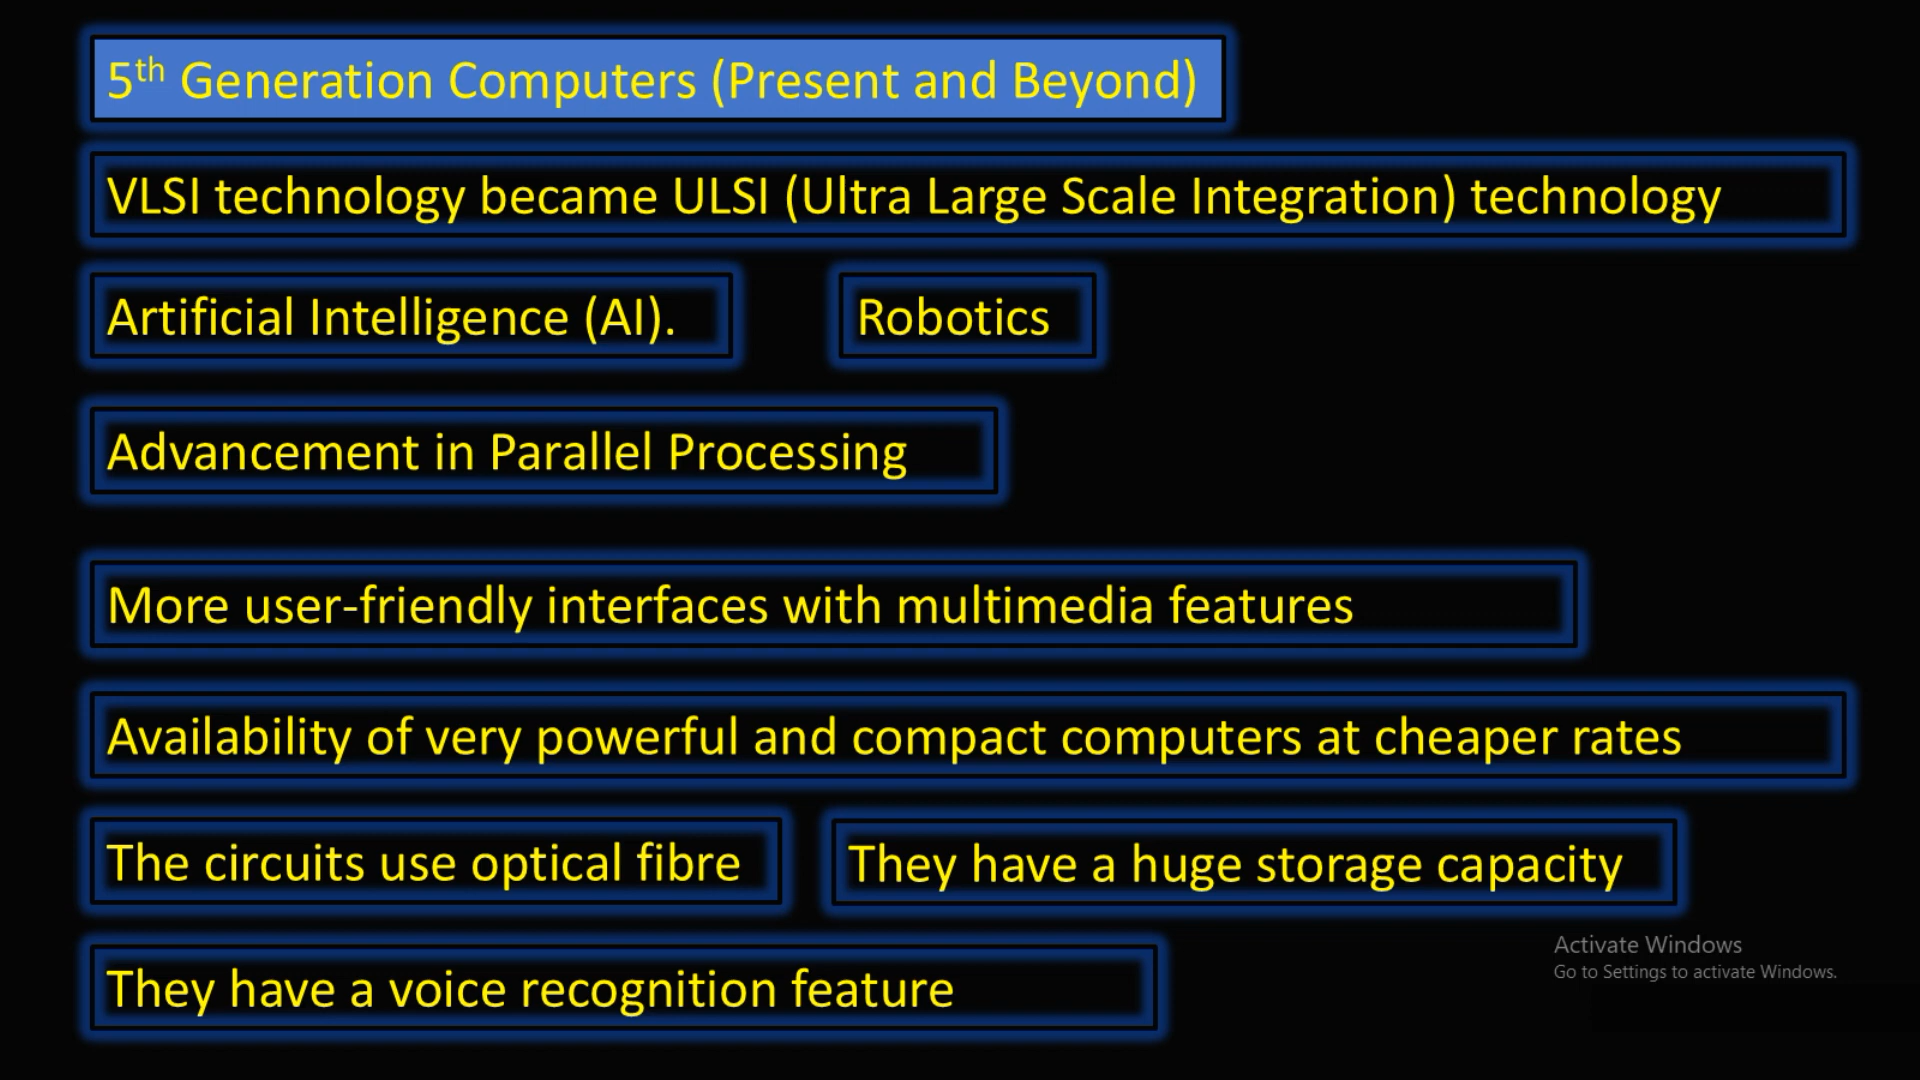 5th Generation Computers (Present and Beyond)
VLSI technology became ULSI (Ultra Large Scale Integration) technology
Artificial Intelligence (AI).
Robotics
Advancement in Parallel Processing
More user-friendly interfaces with multimedia features
Availability of very powerful and compact computers at cheaper rates
The circuits use optical fibre
They have a huge storage capacity
They have a voice recognition feature
Activate Windows
Go to Settings to activate Windows.